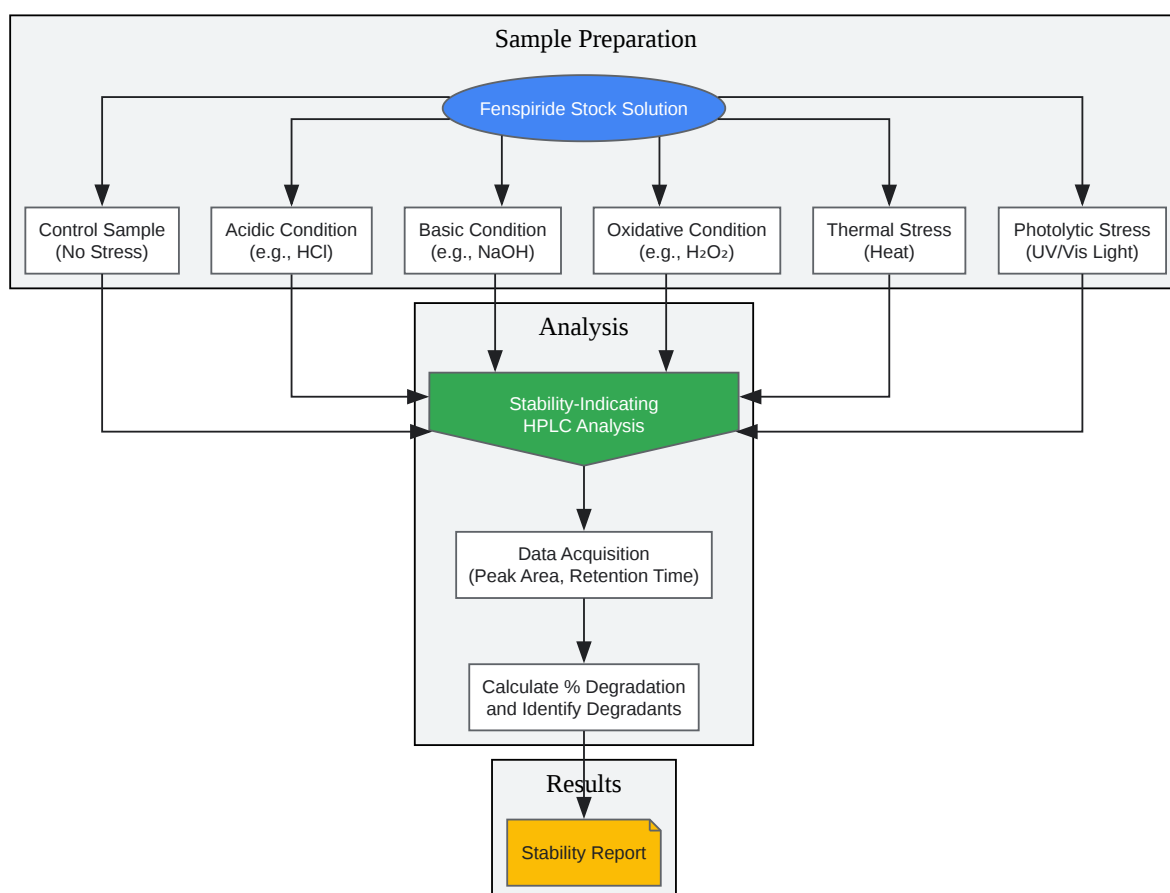 Sample Preparation
Fenspiride Stock Solution
Control Sample
(No Stress)
Acidic Condition
(e.g., HCl)
Basic Condition
(e.g., NaOH)
Oxidative Condition
(e.g., H₂O₂)
Thermal Stress
(Heat)
Photolytic Stress
(UV/Vis Light)
Analysis
Stability-Indicating
HPLC Analysis
Data Acquisition
(Peak Area, Retention Time)
Calculate % Degradation
and Identify Degradants
Results
Stability Report